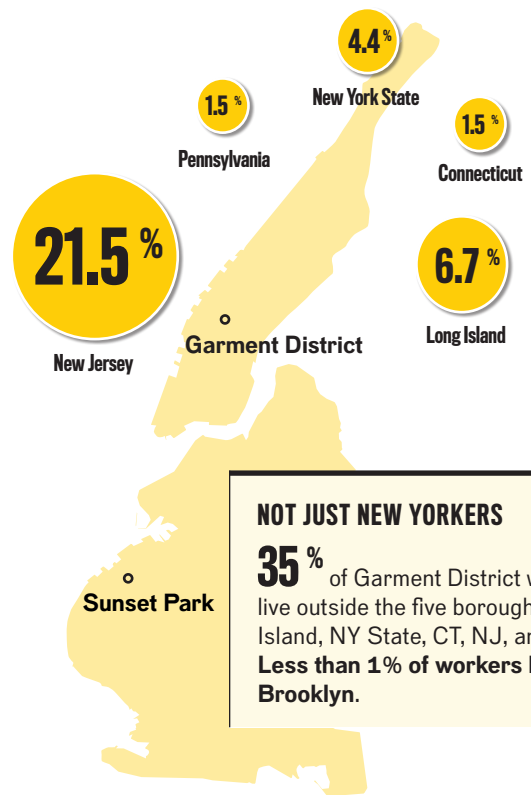 4.4 %
New York State
1.5 %
Pennsylvania
1.5 %
Connecticut
21.5 %
New Jersey
6.7 %
Long Island
Garment District
NOT JUST NEW YORKERS
35 % of Garment District
live outside the five
Island, NY State, CT, NJ,
Less than 1% of workers
Brooklyn.
Sunset Park